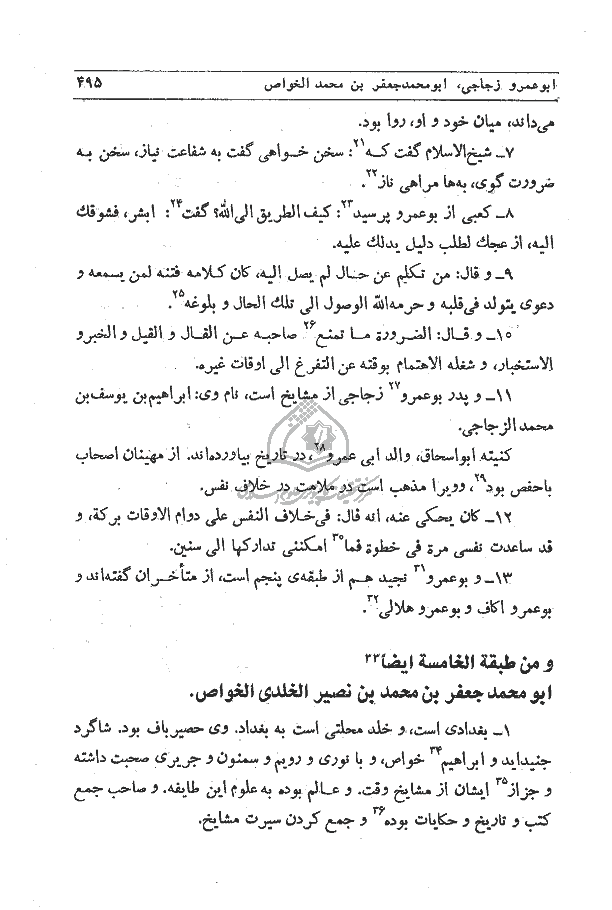 ابوعمرو زجاجی، ابومحمدجعفر بن محمد الخواص ۴۹۵
می‌داند، میان خود و او، روا بود.
۷ـ شیخ‌الاسلام گفت که۲۱: سخن خواهی گفت به شفاعت نیاز، سخن به
ضرورت گوی، به‌ها مراهی ناز۲۲.
۸ـ کعبی از بوعمرو پرسید۲۳: کیف الطریق الی‌الله؟ گفت۲۴: ابشر، فشوقك
الیه، ازعجك لطلب دلیل یدلك علیه.
۹ـ و قال: من تکلم عن حال لم یصل الیه، کان کلامه فتنه لمن یسمعه و
دعوی یتولد فی‌قلبه و حرمه‌الله الوصول الی تلك الحال و بلوغه۲۵.
۱۰ـ و قال: الضرورة ما تمنع۲۶ صاحبه عن القال و القیل و الخبرو
الاستخبار، و شغله الاهتمام بوقته عن التفرغ الی اوقات غیره.
۱۱ـ و پدر بوعمرو۲۷ زجاجی از مشایخ است، نام وی: ابراهیم‌بن یوسف‌بن
محمد الزجاجی.
کنیته ابواسحاق، والد ابی عمرو۲۸، در تاریخ بیاورده‌اند. از مهینان اصحاب
باحفص بود۲۹، وویرا مذهب است در ملامت در خلاف نفس.
۱۲ـ کان یحکی عنه، انه قال: فی‌خلاف النفس علی دوام الاوقات برکة، و
قد ساعدت نفسی مرة فی خطوة فما۳۰ امکننی تدارکها الی سنین.
۱۳ـ و بوعمرو۳۱ نجید هم از طبقه‌ی پنجم است، از متأخران گفته‌اند و
بوعمرو اکاف و بوعمرو هلالی۳۲.
و من طبقة الخامسة ایضاً۳۳
ابو محمد جعفر بن محمد بن نصیر الخلدی الخواص.
۱ـ بغدادی است، و خلد محلتی است به بغداد. وی حصیرباف بود. شاگرد
جنیداید و ابراهیم۳۴ خواص، و با نوری و رویم و سمنون و جریری صحبت داشته
و جزاز۳۵ ایشان از مشایخ وقت. و عالم بوده به علوم این طایفه. و صاحب جمع
کتب و تاریخ و حکایات بوده۳۶ و جمع کردن سیرت مشایخ.